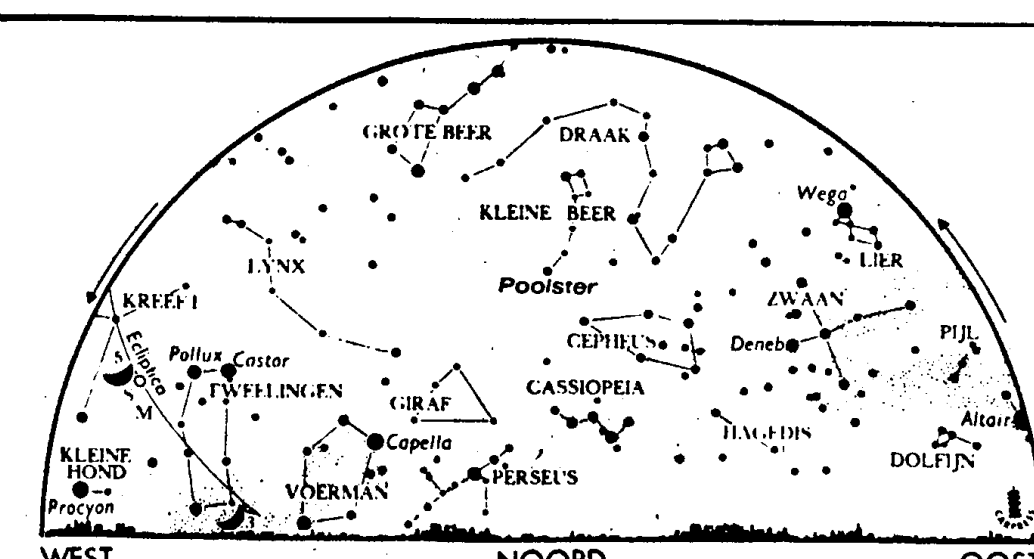 GROTE BEER
DRAAK
KLEINE BEER
Wega
LIER
LYNX
Poolster
KREEFT
ZWAAN
Ecliptica
CEPHEUS
Deneb
PIJL
Pollux
Castor
TWEELINGEN
S
O
S
M
GIRAF
CASSIOPEIA
Altair
Capella
HAGEDIS
DOLFIJN
KLEINE
HOND
VOERMAN
PERSEUS
Procyon
3
WEST
NOORD
OOST